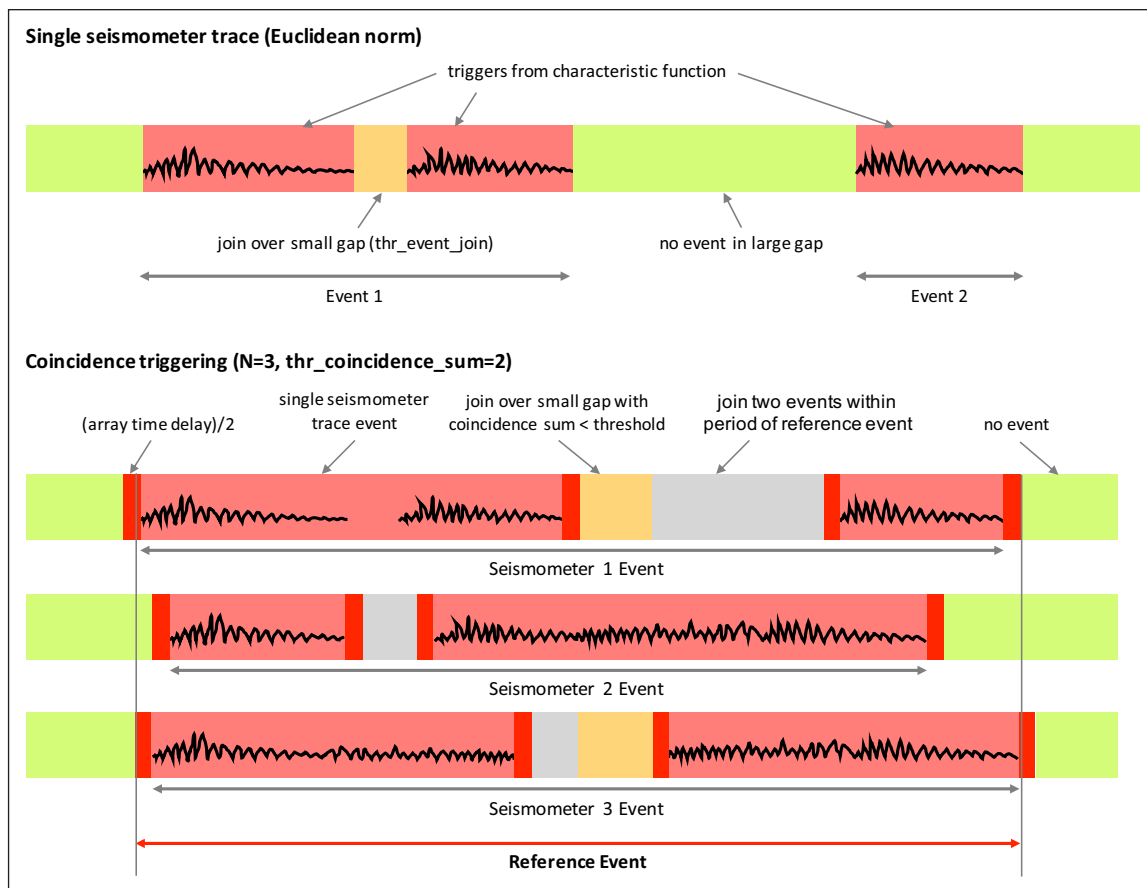 Single seismometer trace (Euclidean norm)
triggers from characteristic function
join over small gap (thr_event_join)
no event in large gap
Event 1
Event 2
Coincidence triggering (N=3, thr_coincidence_sum=2)
(array time delay)/2
single seismometer
trace event
join over small gap with
coincidence sum < threshold
join two events within
period of reference event
no event
Seismometer 1 Event
Seismometer 2 Event
Seismometer 3 Event
Reference Event